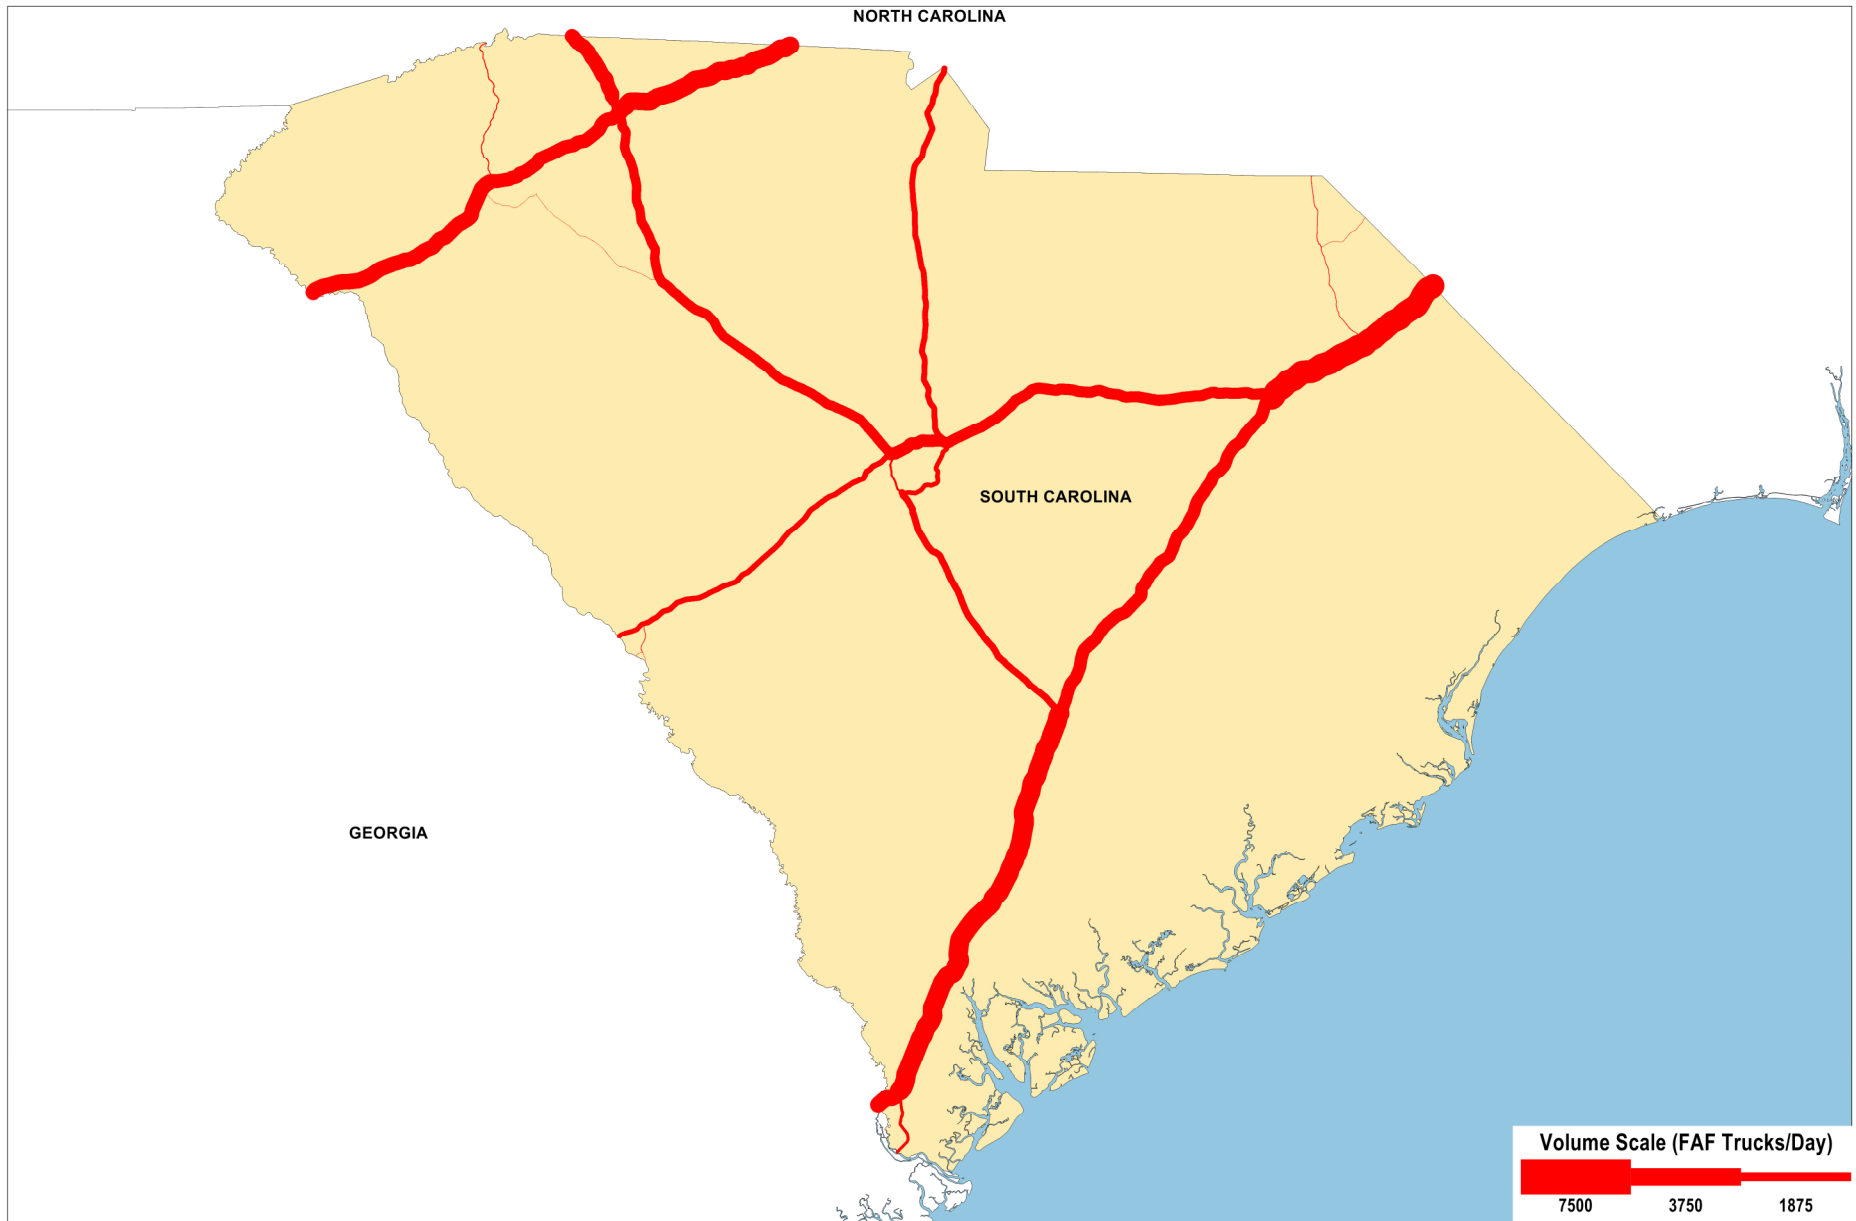 NORTH CAROLINA
SOUTH CAROLINA
GEORGIA
Volume Scale (FAF Trucks/Day)
7500 3750 1875